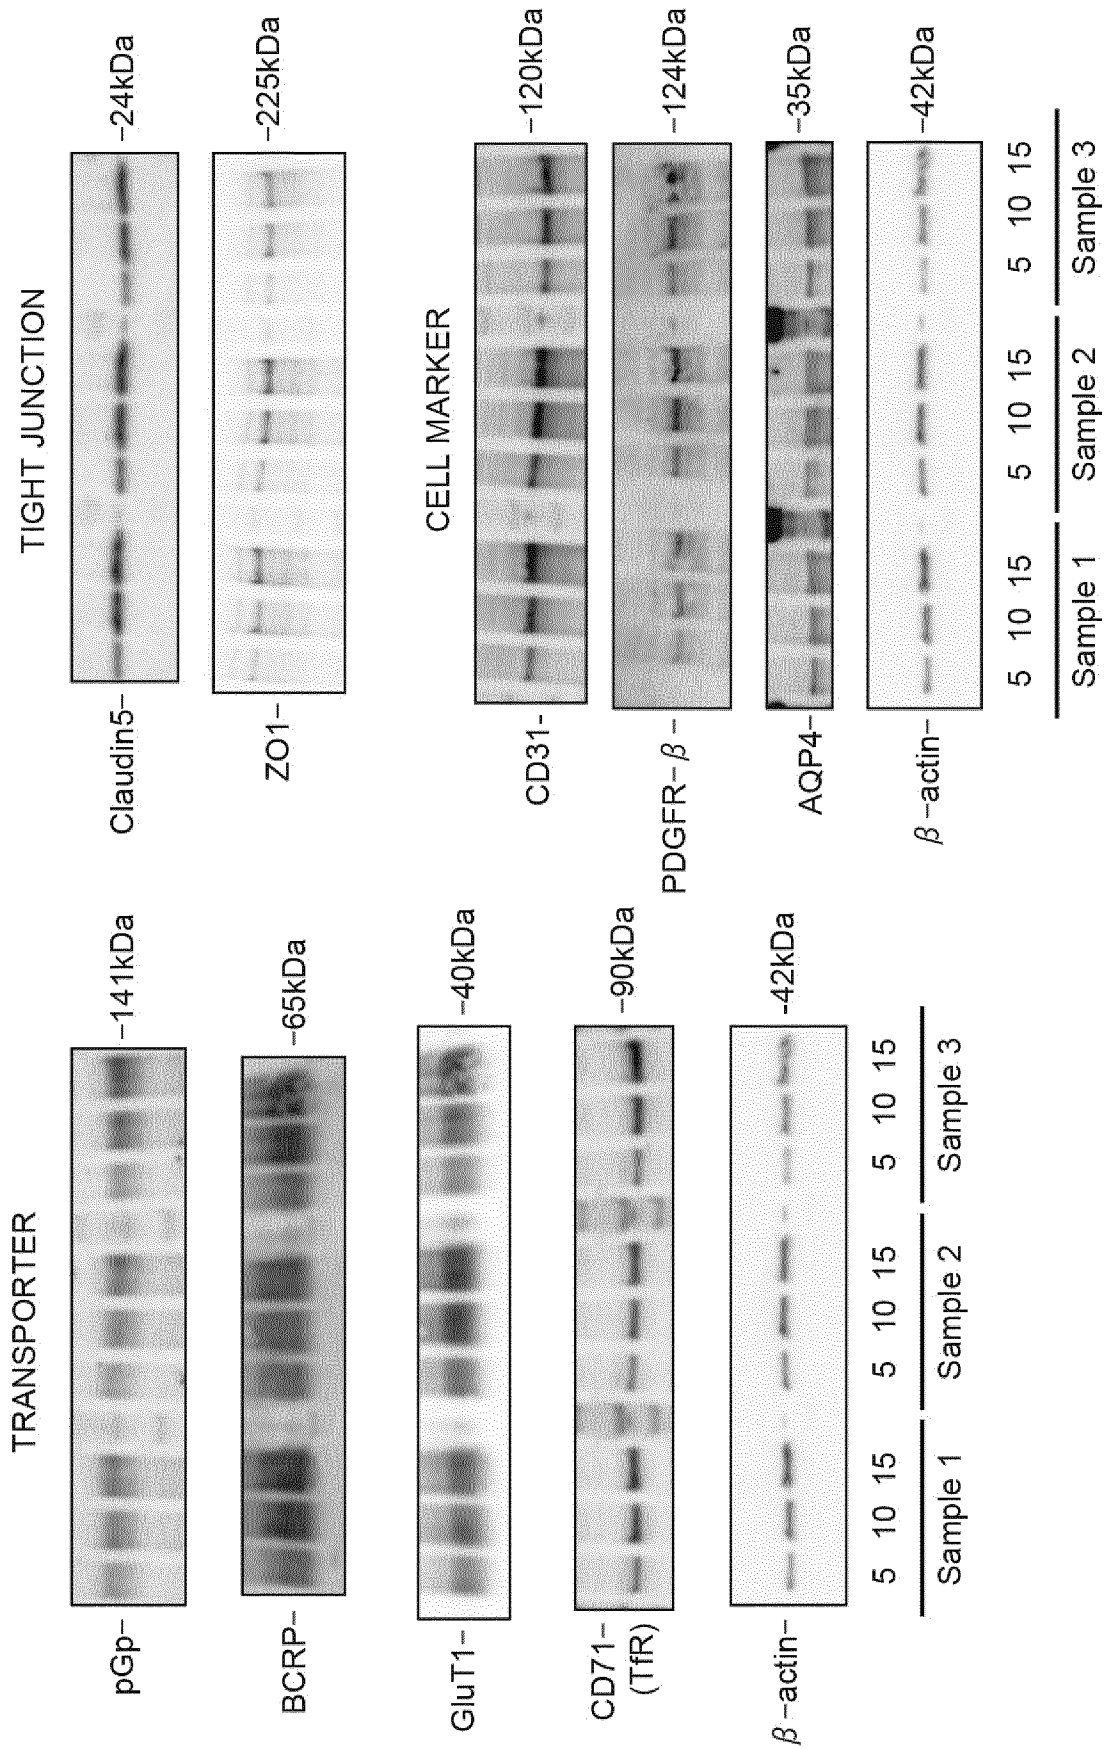 TRANSPORTER
pGp- -141kDa
BCRP- -65kDa
GluT1- -40kDa
CD71- -90kDa
(TfR)
β-actin- -42kDa
5 10 15 5 10 15 5 10 15
Sample 1 Sample 2 Sample 3
TIGHT JUNCTION
Claudin5- -24kDa
ZO1- -225kDa
CELL MARKER
CD31- -120kDa
PDGFR-β- -124kDa
AQP4- -35kDa
β-actin- -42kDa
5 10 15 5 10 15 5 10 15
Sample 1 Sample 2 Sample 3